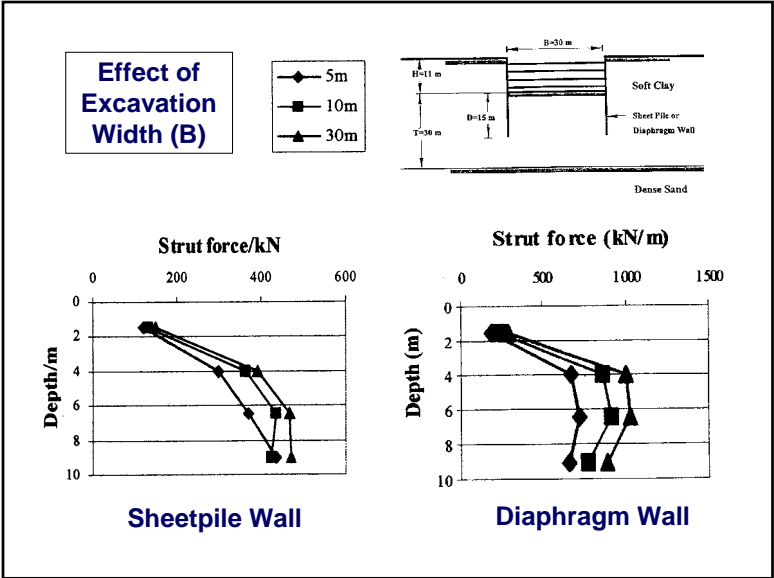 Effect of
Excavation
Width (B)
5m
10m
30m
B=30 m
H=11 m
Soft Clay
D=15 m
Sheet Pile or
Diaphragm Wall
T=30 m
Dense Sand
Strut force/kN
0 200 400 600
0
2
4
6
8
10
Depth/m
Sheetpile Wall
Strut force (kN/m)
0 500 1000 1500
0
2
4
6
8
10
Depth (m)
Diaphragm Wall